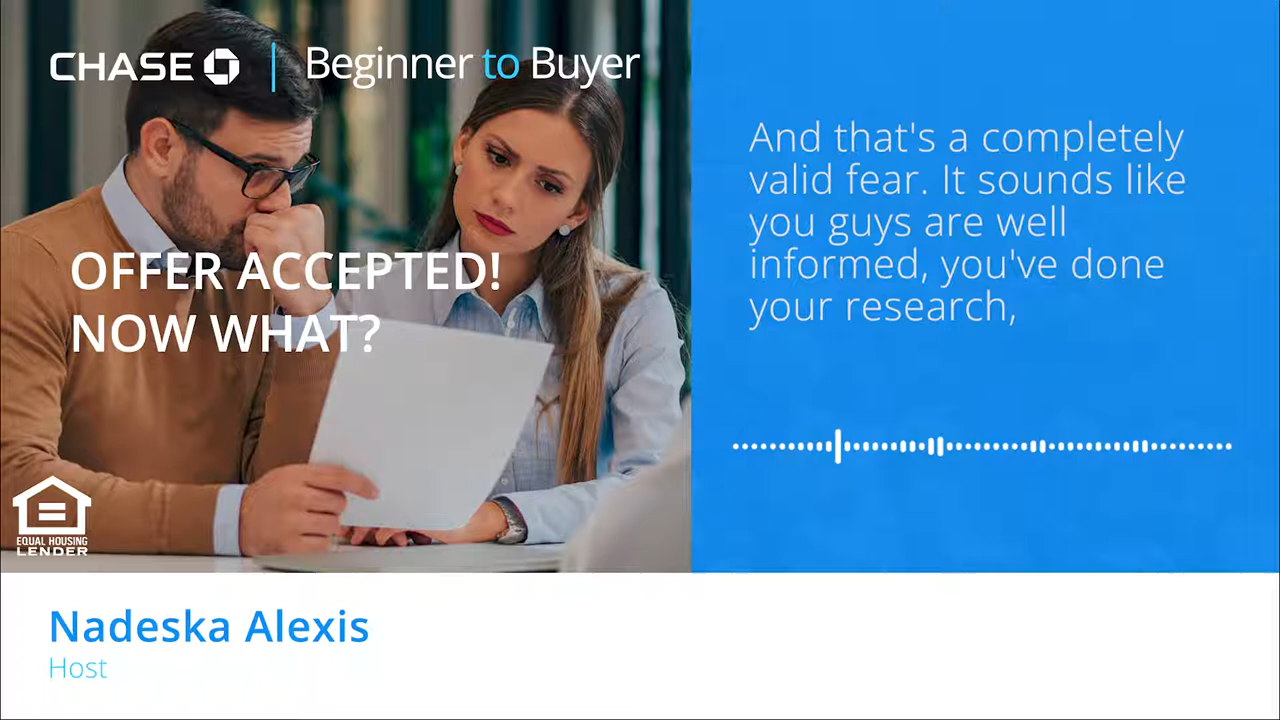 CHASE
Beginner to Buyer
OFFER ACCEPTED!
NOW WHAT?
EQUAL HOUSING
LENDER
And that's a completely
valid fear. It sounds like
you guys are well
informed, you've done
your research,
Nadeska Alexis
Host